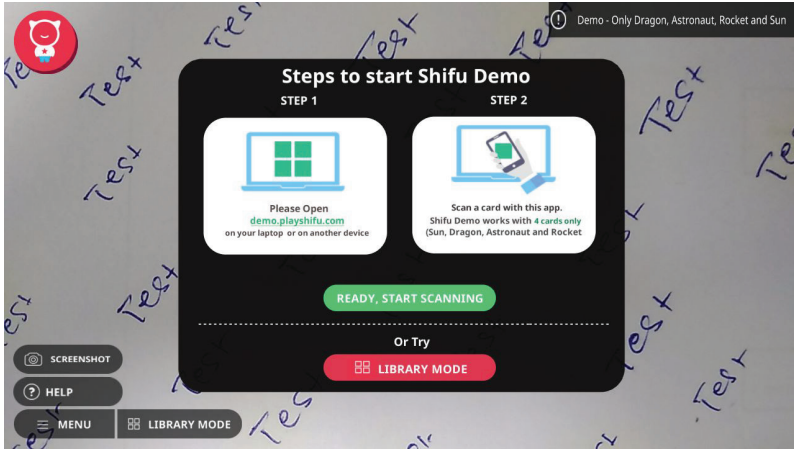 Demo - Only Dragon, Astronaut, Rocket and Sun
Test
Test
Test
Test
Test
Test
Test
Test
Steps to start Shifu Demo
STEP 1
STEP 2
Please Open
demo.playshifu.com
on your laptop or on another device
Scan a card with this app.
Shifu Demo works with 4 cards only
(Sun, Dragon, Astronaut and Rocket
READY, START SCANNING
Or Try
LIBRARY MODE
Test
Test
Test
SCREENSHOT
HELP
MENU
LIBRARY MODE